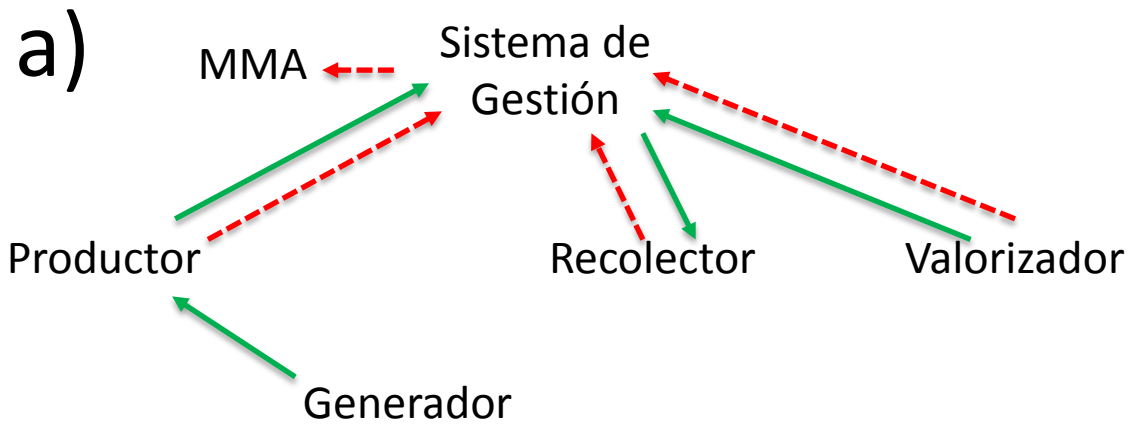 a)
MMA
Sistema de
Gestión
Productor
Recolector
Valorizador
Generador